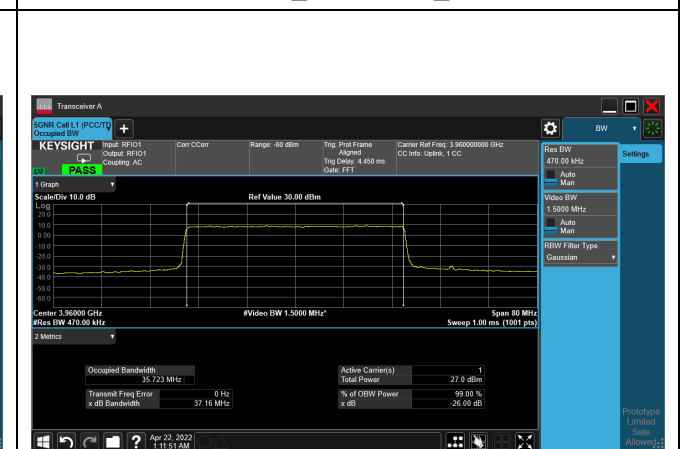 Transceiver A
5GNR Cell L1 (PCC/TD
Occupied BW
+
BW
KEYSIGHT
Input: RFIO1
Output: RFIO1
Coupling: AC
Corr CCorr
Range: -60 dBm
Trig: Prot Frame
Aligned
Trig Delay: 4.450 ms
Gate: FFT
Carrier Ref Freq: 3.960000000 GHz
CC Info: Uplink, 1 CC
PASS
Res BW
470.00 kHz
Auto
Man
Settings
Video BW
1.5000 MHz
Auto
Man
RBW Filter Type
Gaussian
1 Graph
Scale/Div 10.0 dB
Ref Value 30.00 dBm
Log
20.0
10.0
0.00
-10.0
-20.0
-30.0
-40.0
-50.0
-60.0
Center 3.96000 GHz
#Video BW 1.5000 MHz*
Span 80 MHz
#Res BW 470.00 kHz
Sweep 1.00 ms (1001 pts)
2 Metrics
Occupied Bandwidth
35.723 MHz
Active Carrier(s) 1
Total Power 27.0 dBm
Transmit Freq Error 0 Hz
x dB Bandwidth 37.16 MHz
% of OBW Power 99.00 %
x dB -26.00 dB
Prototype
Limited
Sale
Allowed
?
Apr 22, 2022
1:11:51 AM